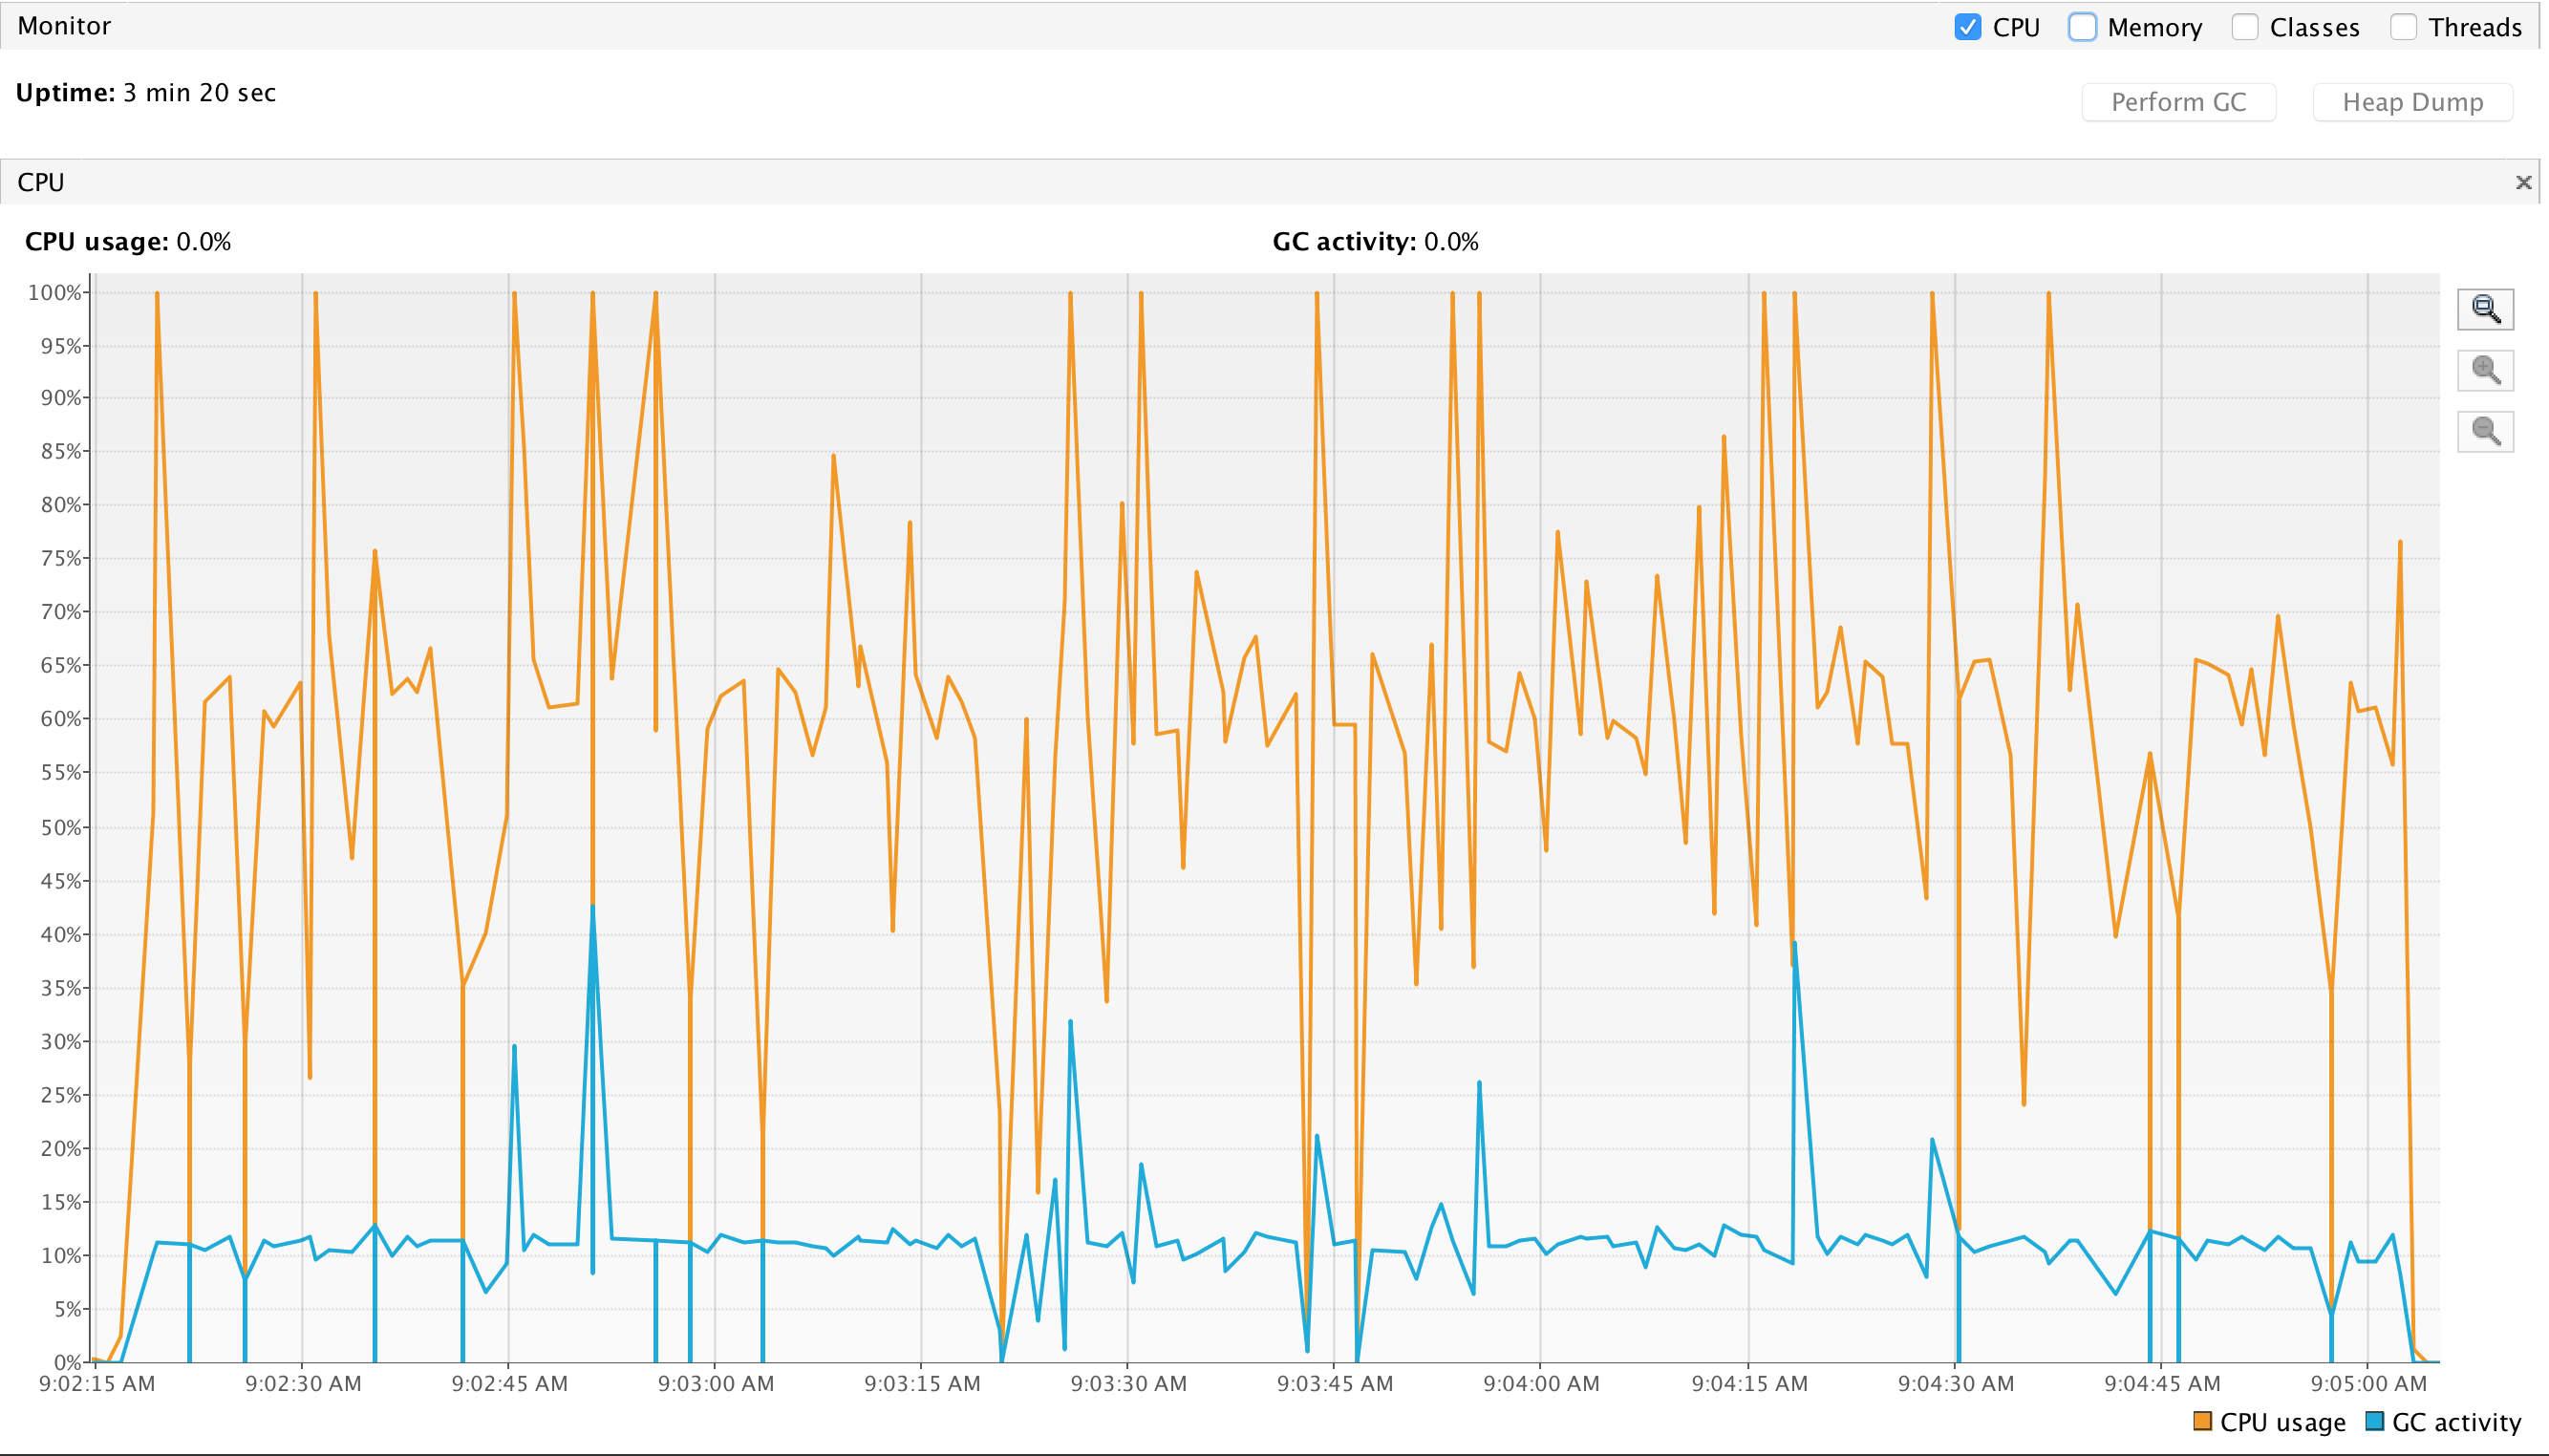 Monitor
CPU Memory Classes Threads
Uptime: 3 min 20 sec
Perform GC Heap Dump
CPU
CPU usage: 0.0% GC activity: 0.0%
100%
95%
90%
85%
80%
75%
70%
65%
60%
55%
50%
45%
40%
35%
30%
25%
20%
15%
10%
5%
0%
9:02:15 AM 9:02:30 AM 9:02:45 AM 9:03:00 AM 9:03:15 AM 9:03:30 AM 9:03:45 AM 9:04:00 AM 9:04:15 AM 9:04:30 AM 9:04:45 AM 9:05:00 AM
CPU usage GC activity